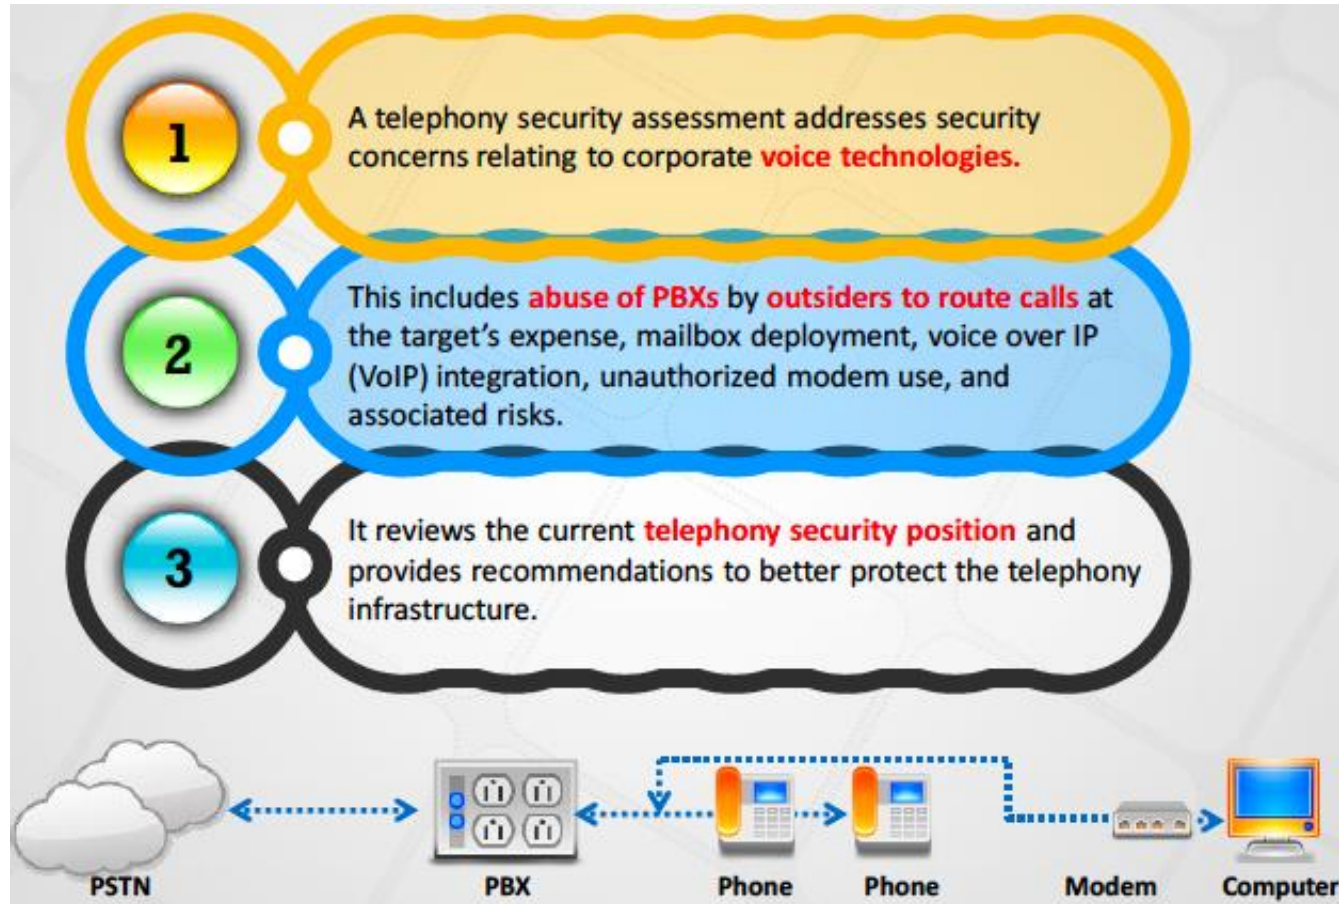 1
A telephony security assessment addresses security
concerns relating to corporate voice technologies.
2
This includes abuse of PBXs by outsiders to route calls at
the target's expense, mailbox deployment, voice over IP
(VoIP) integration, unauthorized modem use, and
associated risks.
3
It reviews the current telephony security position and
provides recommendations to better protect the telephony
infrastructure.
PSTN
PBX
Phone
Phone
Modem
Computer